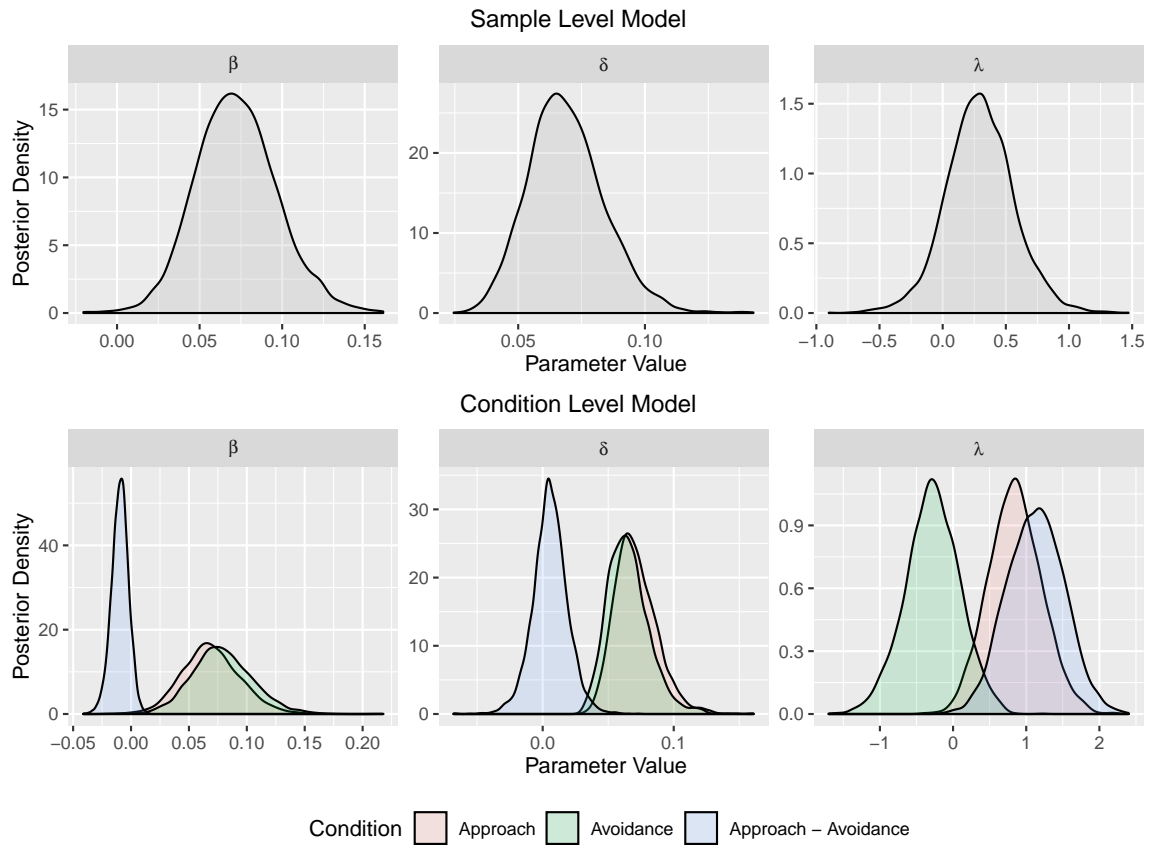 Sample Level Model
β δ λ
Posterior Density
15
10
5
0
0.00 0.05 0.10 0.15
20
10
0
0.05 0.10
1.5
1.0
0.5
0.0
−1.0 −0.5 0.0 0.5 1.0 1.5
Parameter Value
Condition Level Model
β δ λ
Posterior Density
40
20
0
−0.05 0.00 0.05 0.10 0.15 0.20
30
20
10
0
0.0 0.1
0.9
0.6
0.3
0.0
−1 0 1 2
Parameter Value
Condition Approach Avoidance Approach − Avoidance